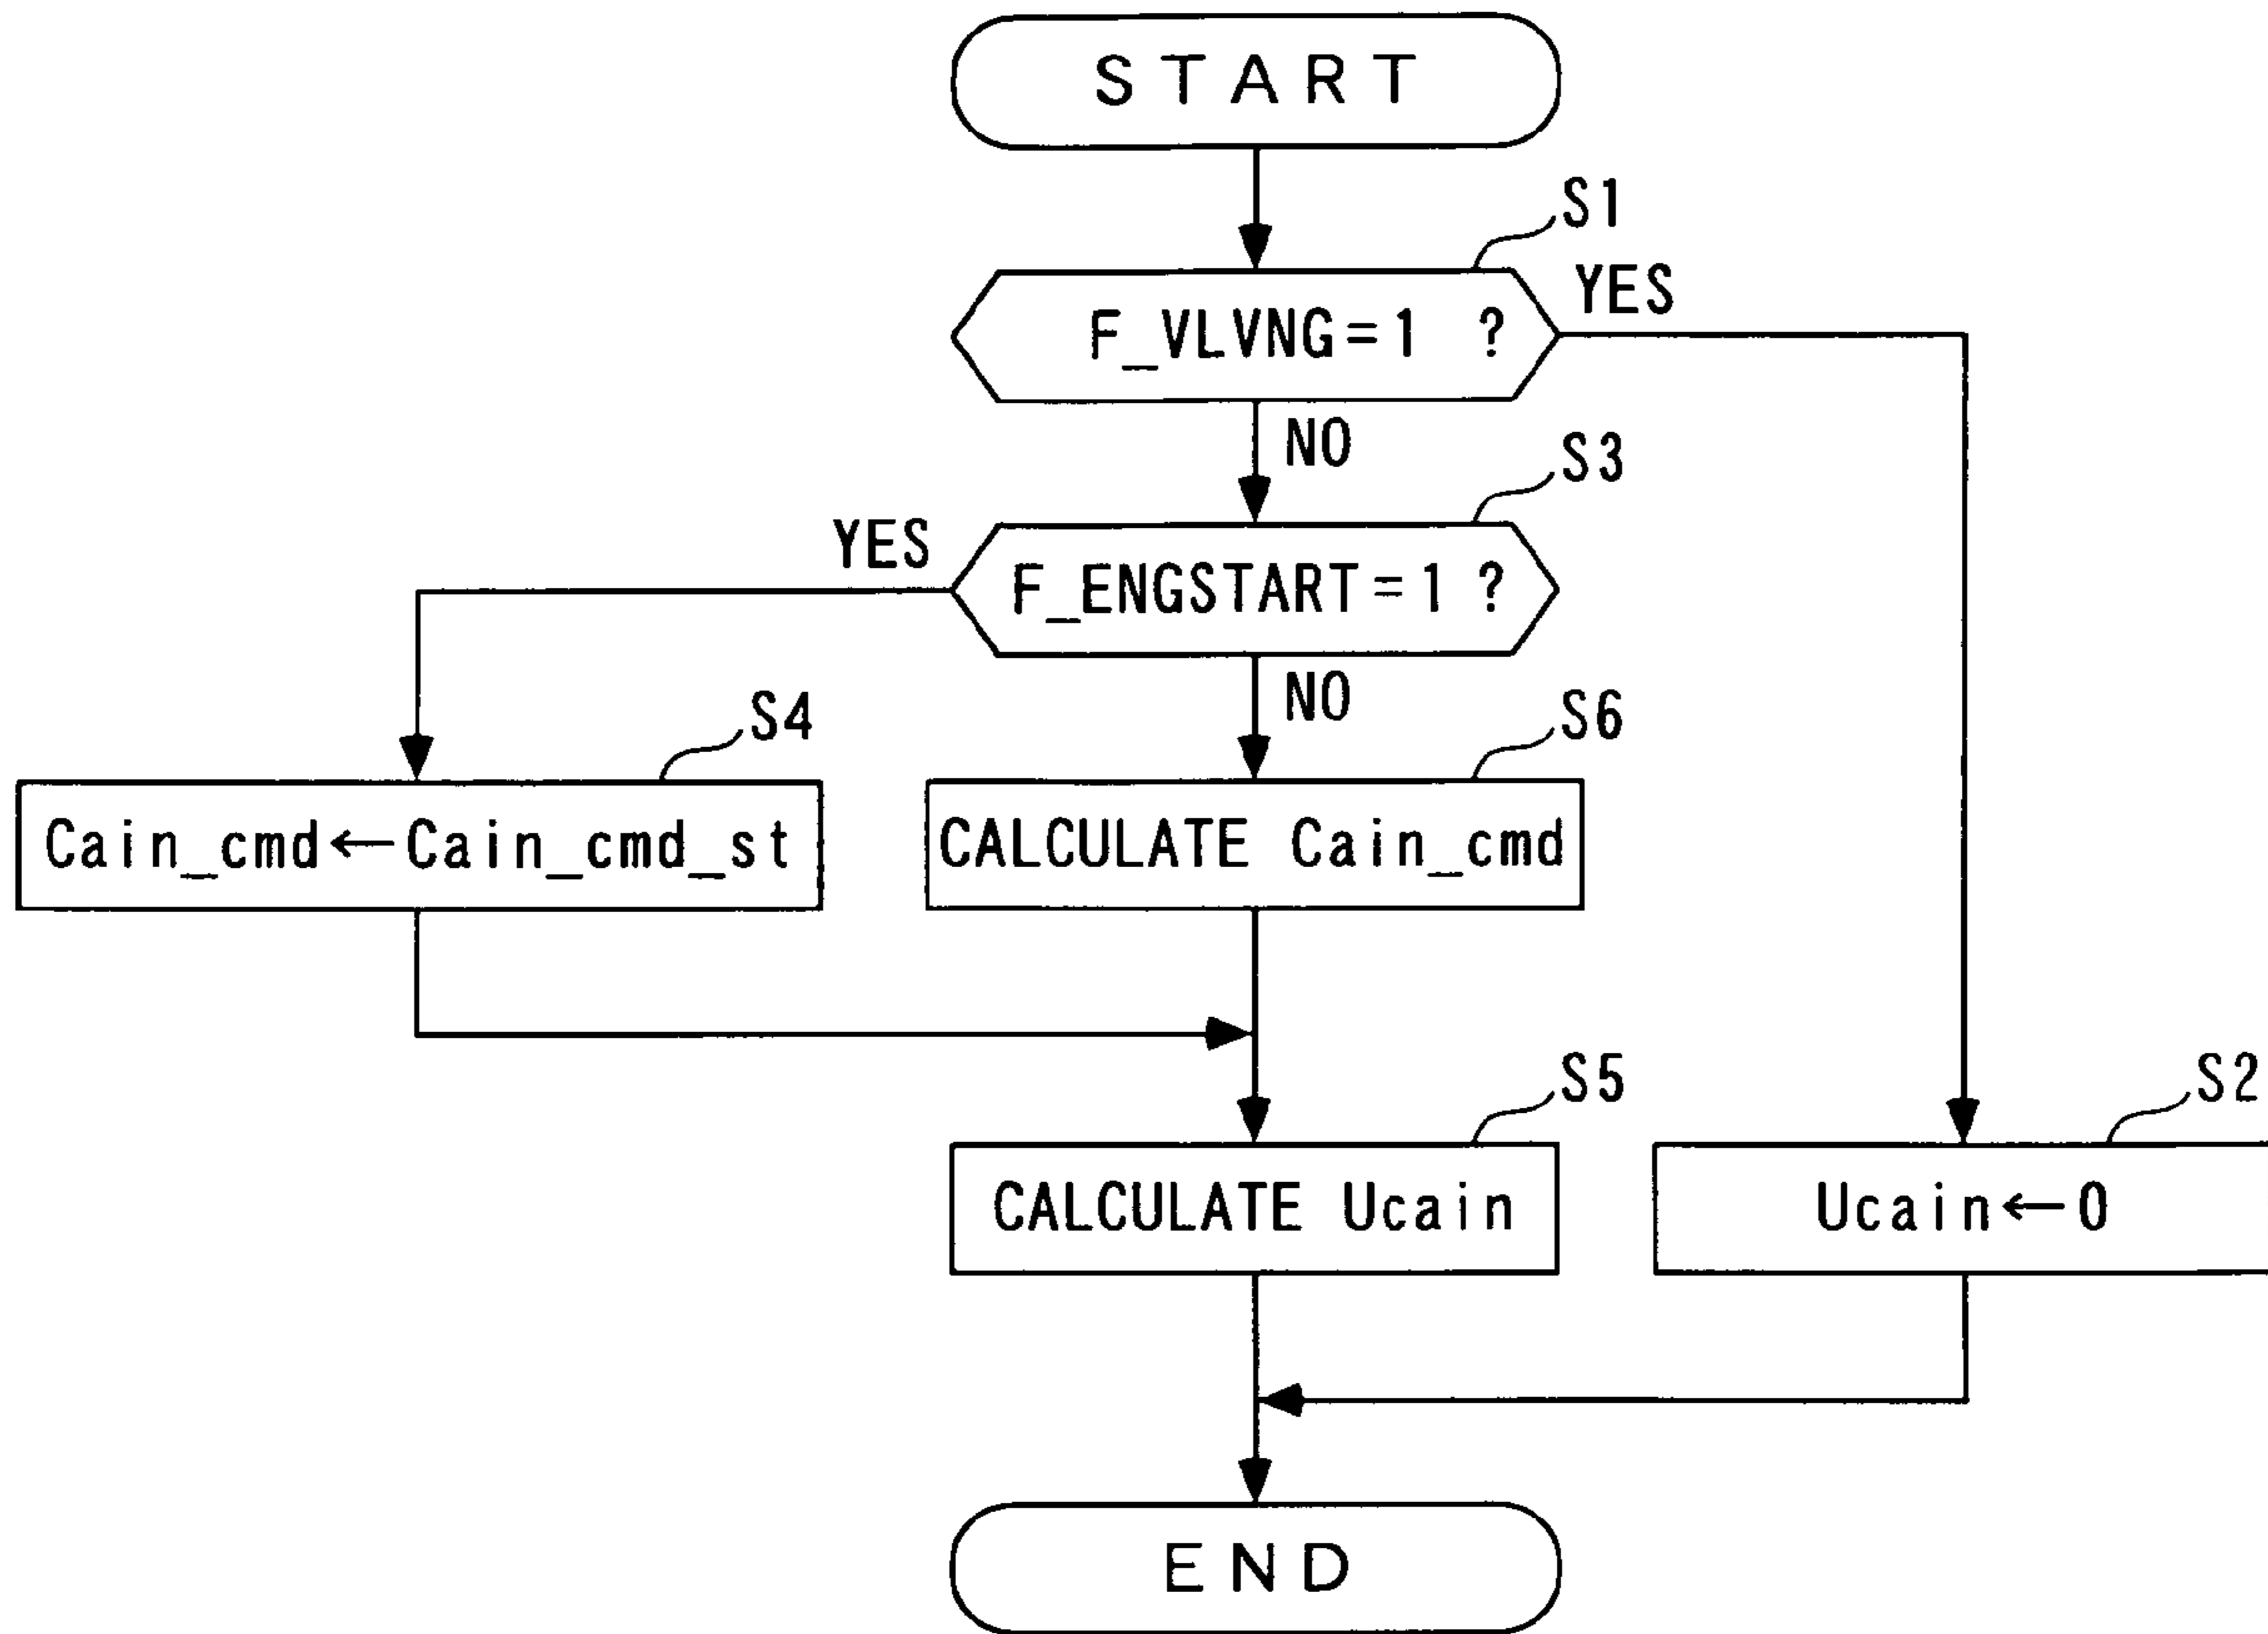 START
S1
F_VLVNG=1 ?
YES
NO
S3
YES
F_ENGSTART=1 ?
NO
S4
S6
Cain_cmd←Cain_cmd_st
CALCULATE Cain_cmd
S5
S2
CALCULATE Ucain
Ucain←0
END